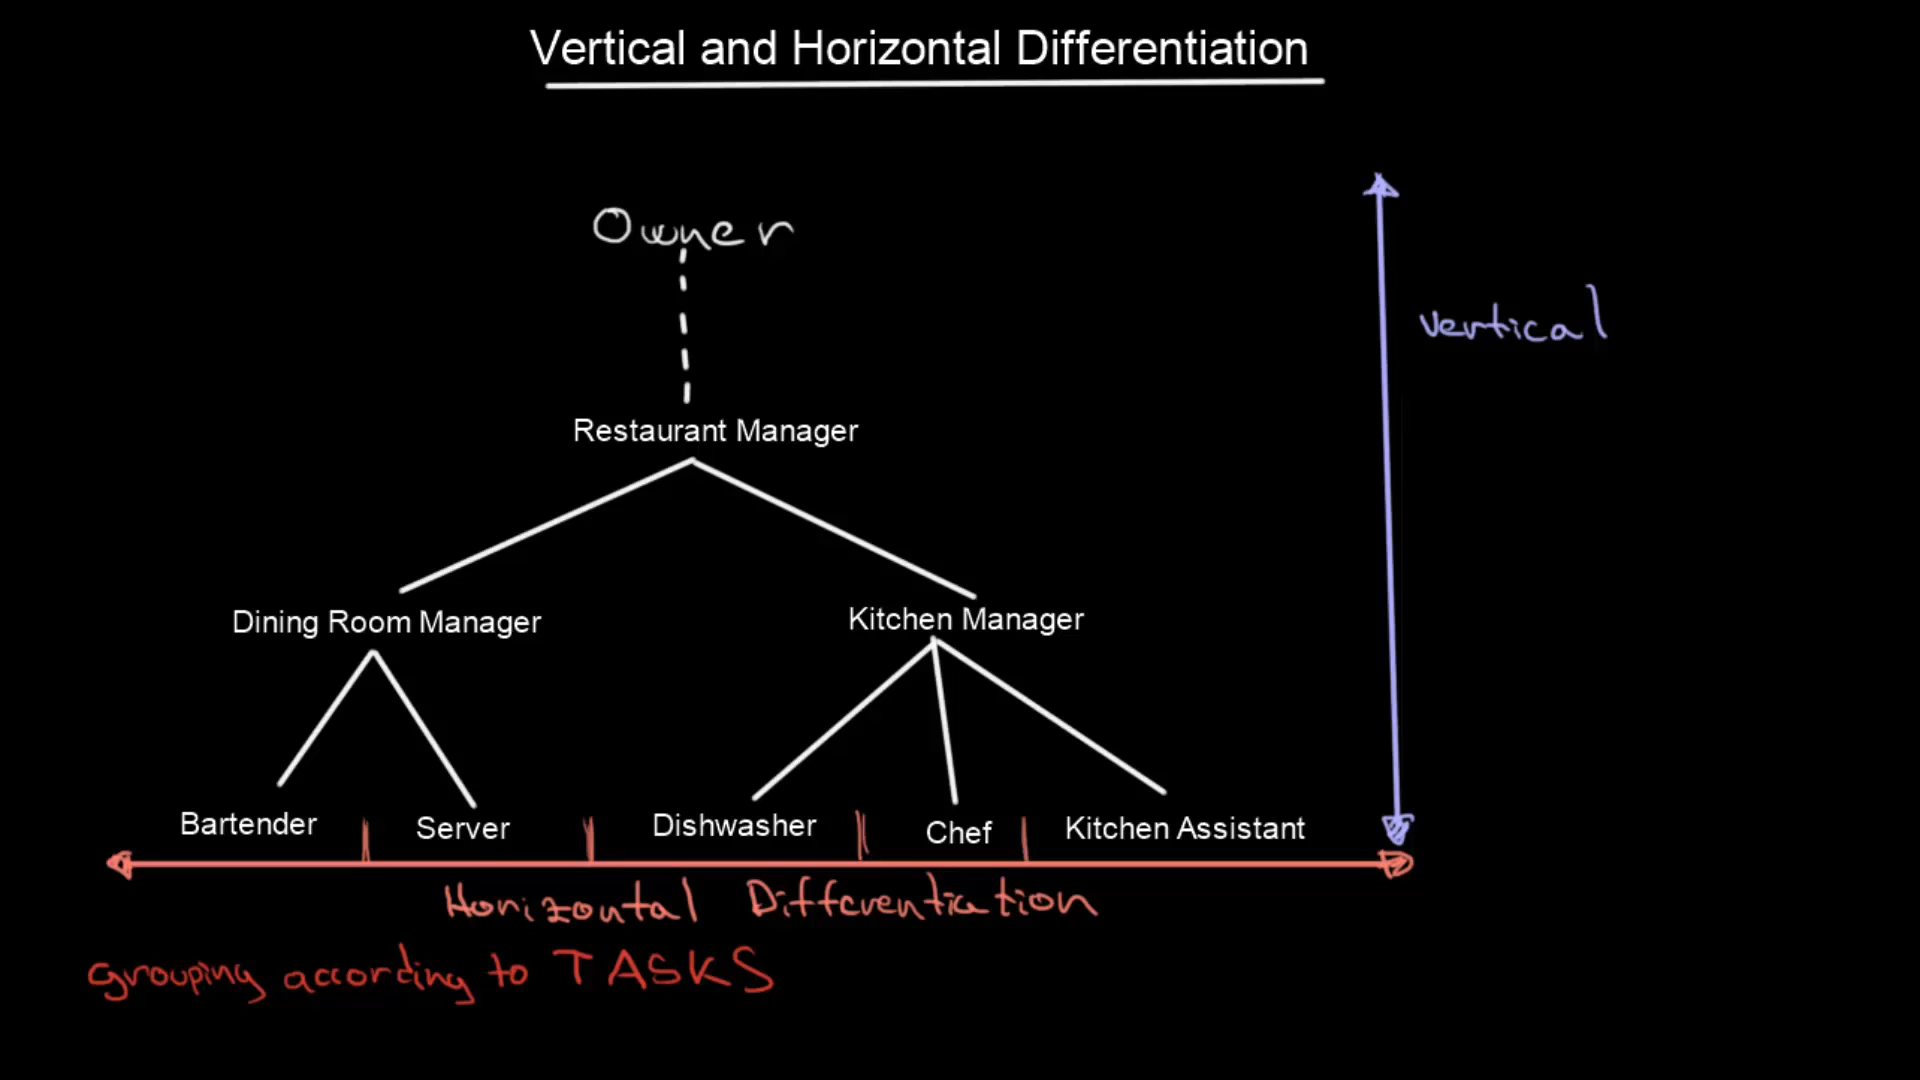 Vertical and Horizontal Differentiation
Owner
vertical
Restaurant Manager
Dining Room Manager
Kitchen Manager
Bartender
Server
Dishwasher
Chef
Kitchen Assistant
Horizontal Differentiation
grouping according to TASKS